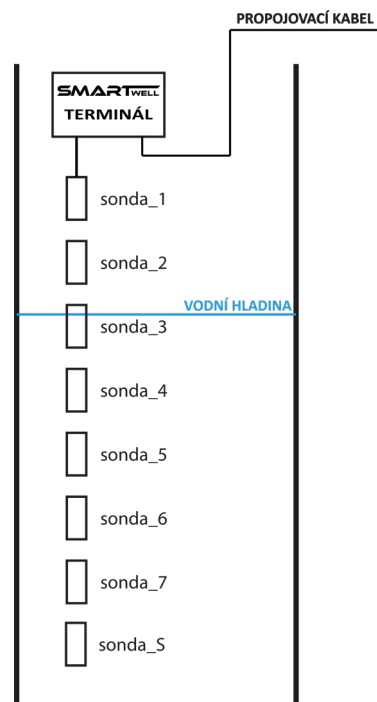 PROPOJOVACÍ KABEL
SMARTWELL
TERMINÁL
sonda_1
sonda_2
VODNÍ HLADINA
sonda_3
sonda_4
sonda_5
sonda_6
sonda_7
sonda_S